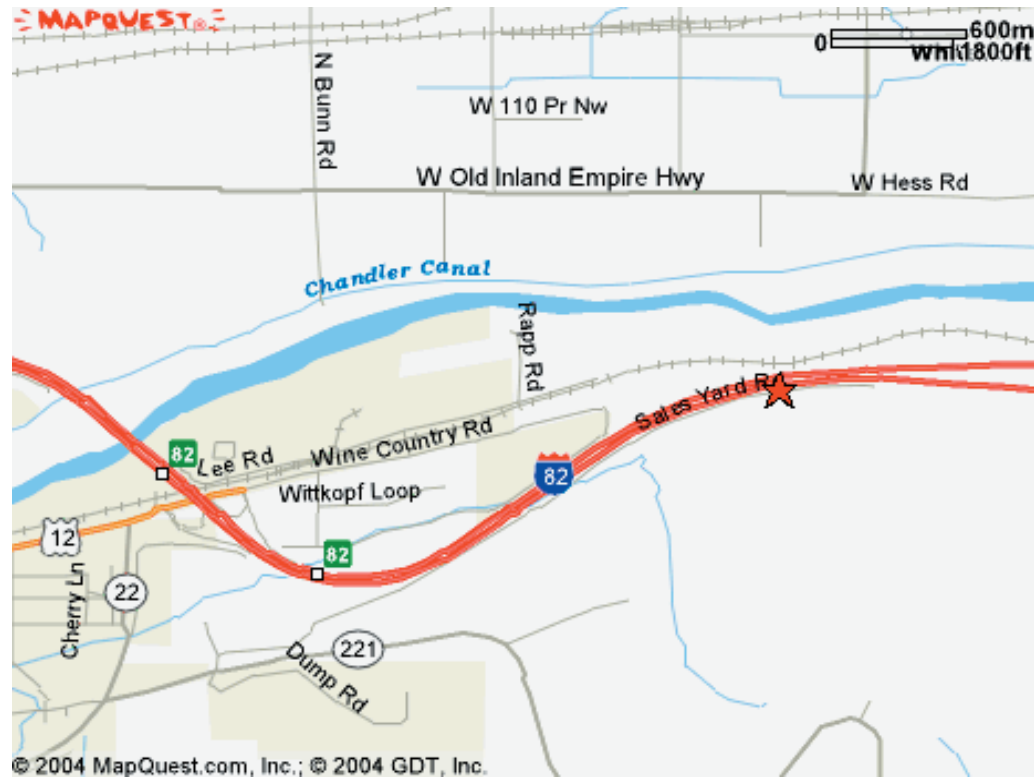 MAPQUEST®
600m
0
1800ft
N Bunn Rd
W 110 Pr Nw
W Old Inland Empire Hwy
W Hess Rd
Chandler Canal
Rapp Rd
Sales Yard Rd
82
Lee Rd
Wine Country Rd
82
Wittkopf Loop
12
82
Cherry Ln
22
221
Dump Rd
© 2004 MapQuest.com, Inc.; © 2004 GDT, Inc.